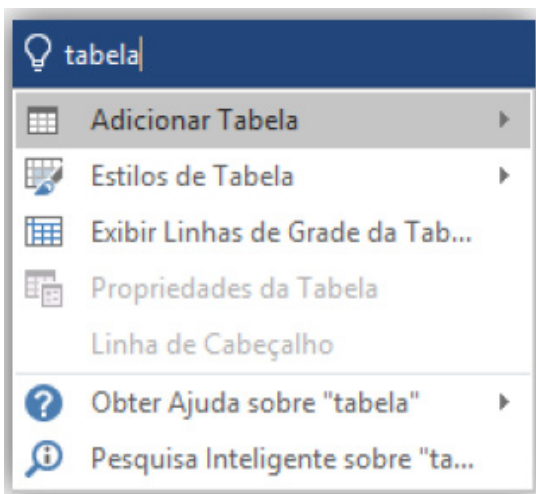 tabela
Adicionar Tabela
Estilos de Tabela
Exibir Linhas de Grade da Tab...
Propriedades da Tabela
Linha de Cabeçalho
Obter Ajuda sobre "tabela"
Pesquisa Inteligente sobre "ta...